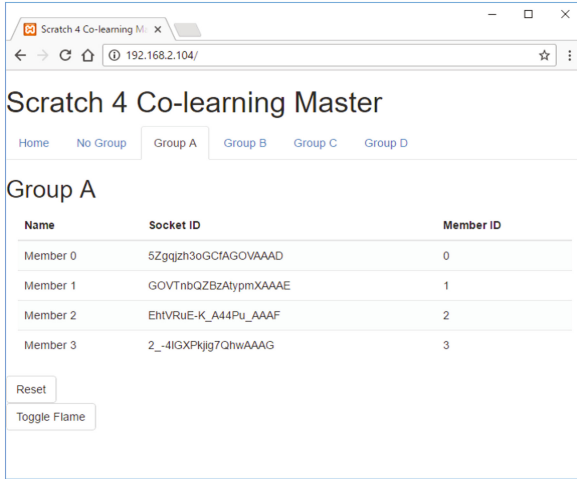 Scratch 4 Co-learning Ma
192.168.2.104/
Scratch 4 Co-learning Master
Home No Group Group A Group B Group C Group D
Group A
Name Socket ID Member ID
Member 0 5Zgqjzh3oGCfAGOVAAAD 0
Member 1 GOVTnbQZBzAtypmXAAAE 1
Member 2 EhtVRuE-K_A44Pu_AAAF 2
Member 3 2_-4IGXPkjig7QhwAAAG 3
Reset
Toggle Flame